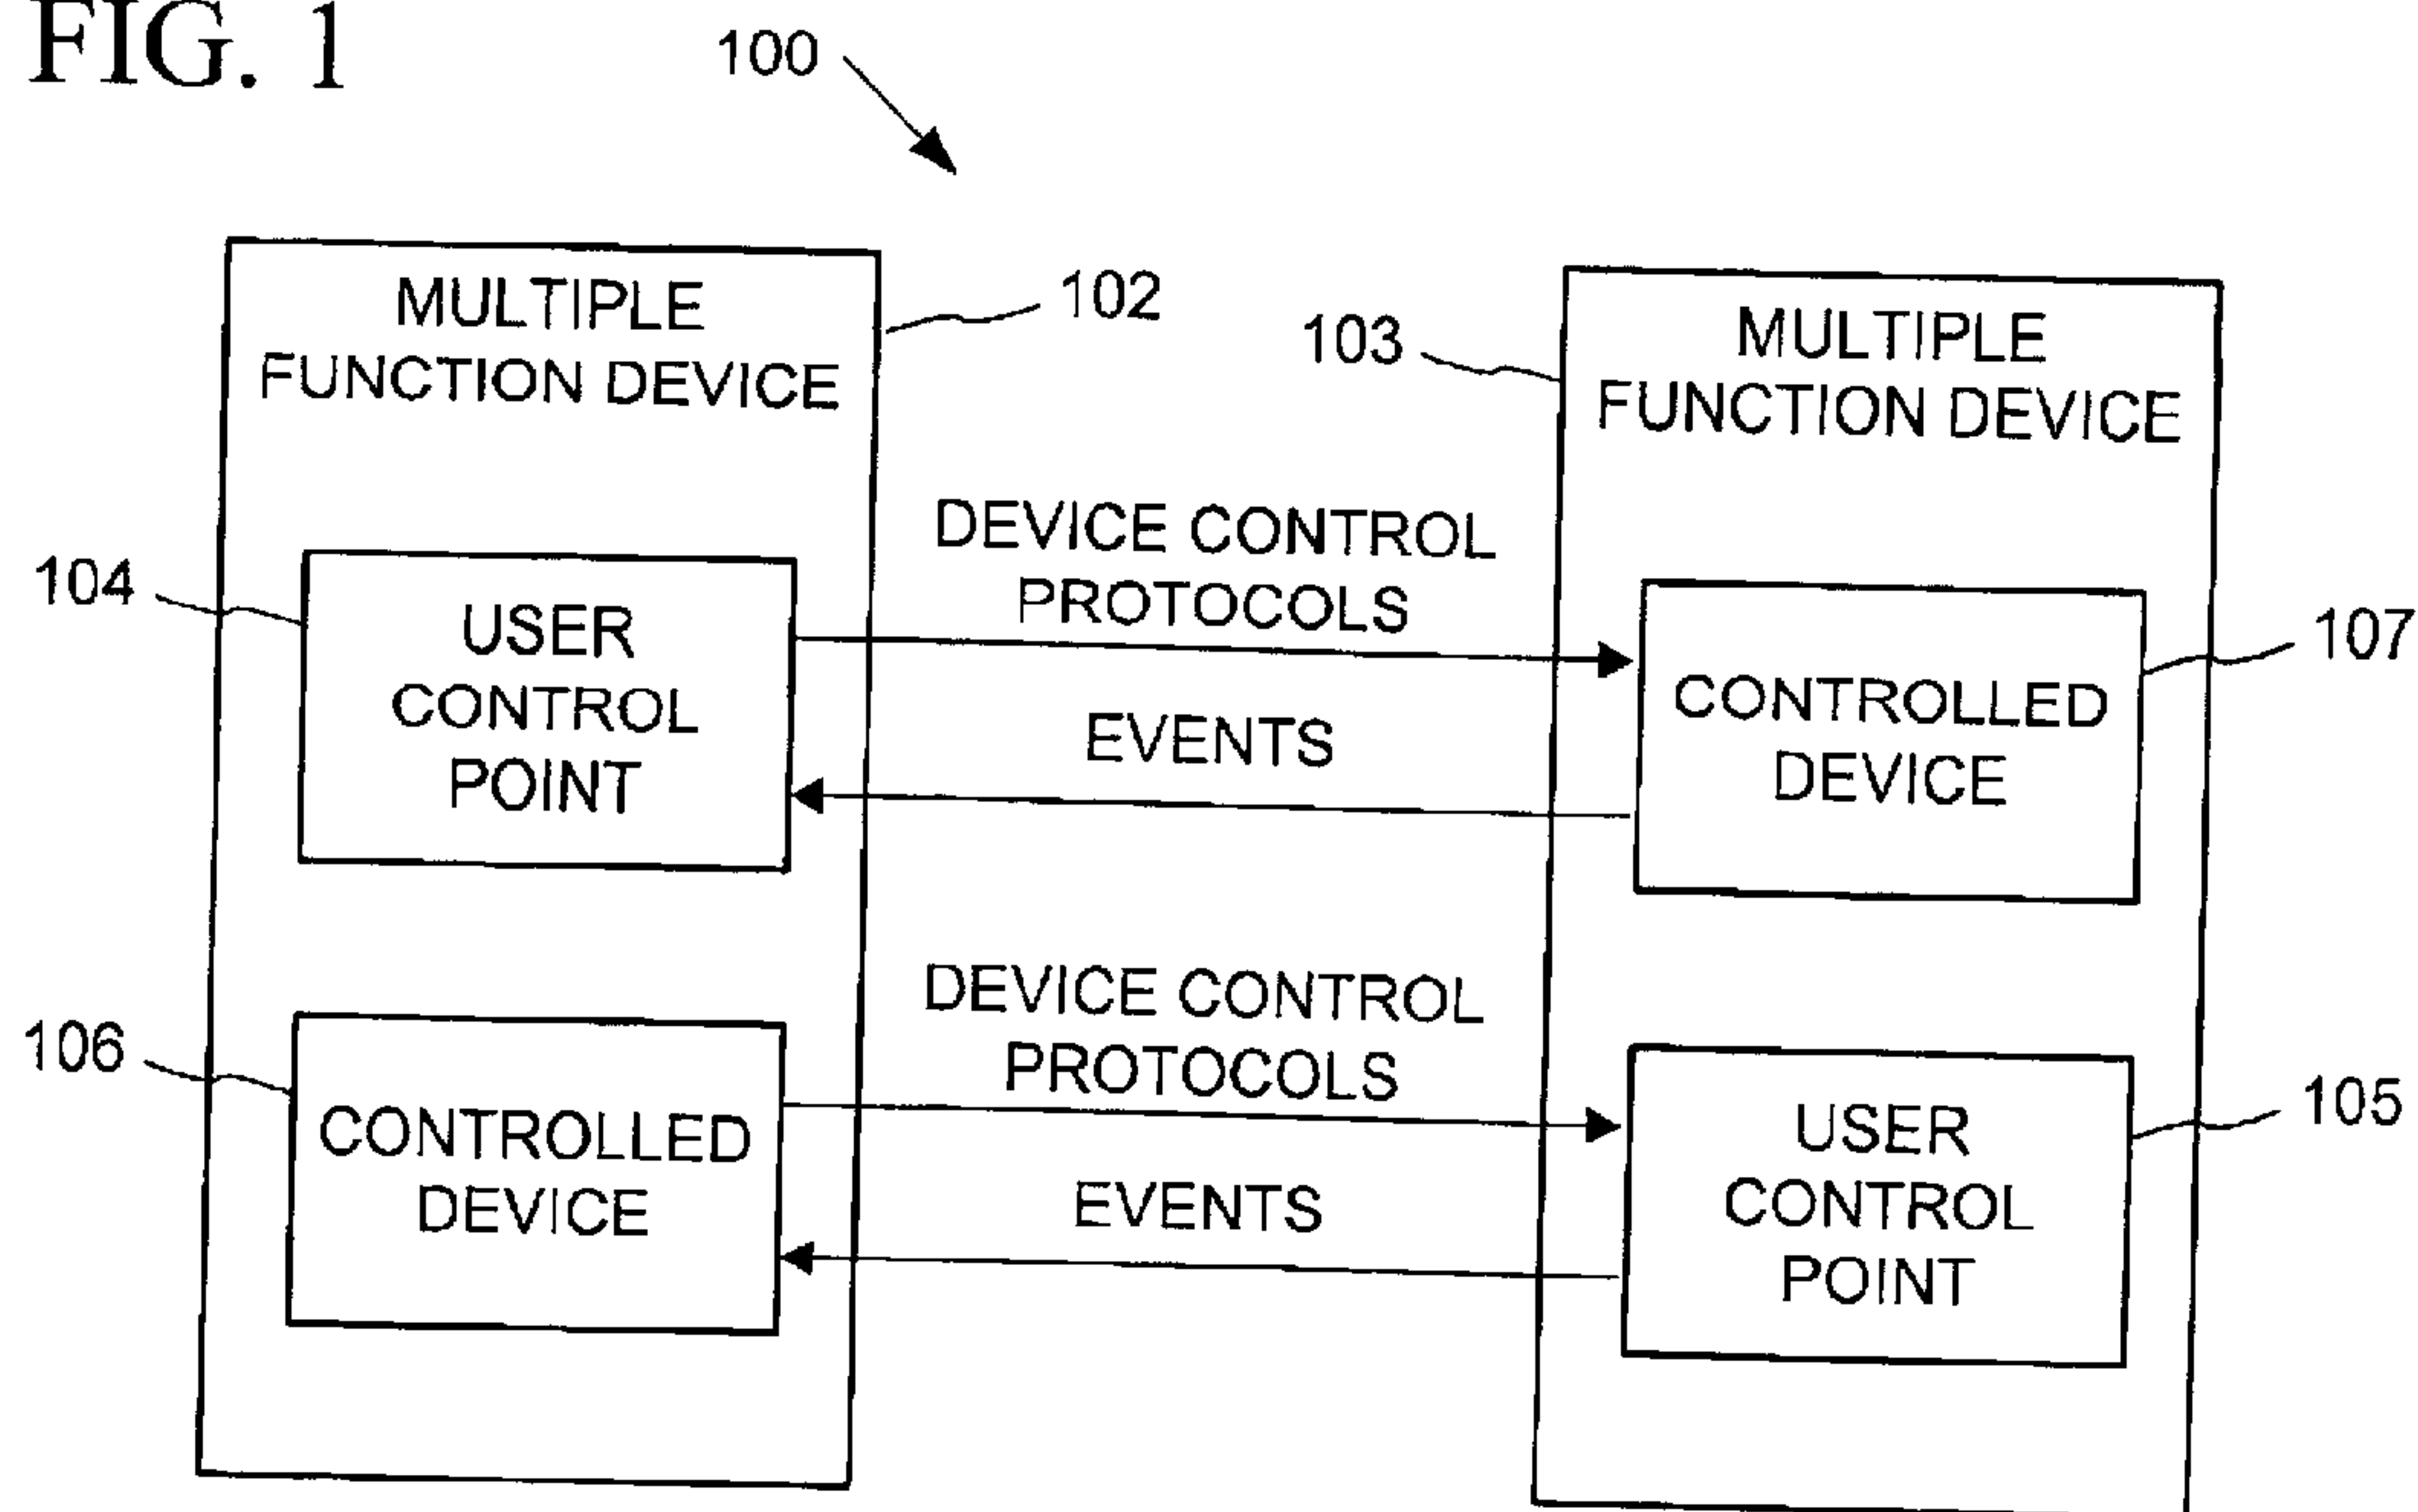 FIG. 1
100
MULTIPLE
FUNCTION DEVICE
102
103
MULTIPLE
FUNCTION DEVICE
104
USER
CONTROL
POINT
DEVICE CONTROL
PROTOCOLS
EVENTS
CONTROLLED
DEVICE
107
106
CONTROLLED
DEVICE
DEVICE CONTROL
PROTOCOLS
EVENTS
USER
CONTROL
POINT
105